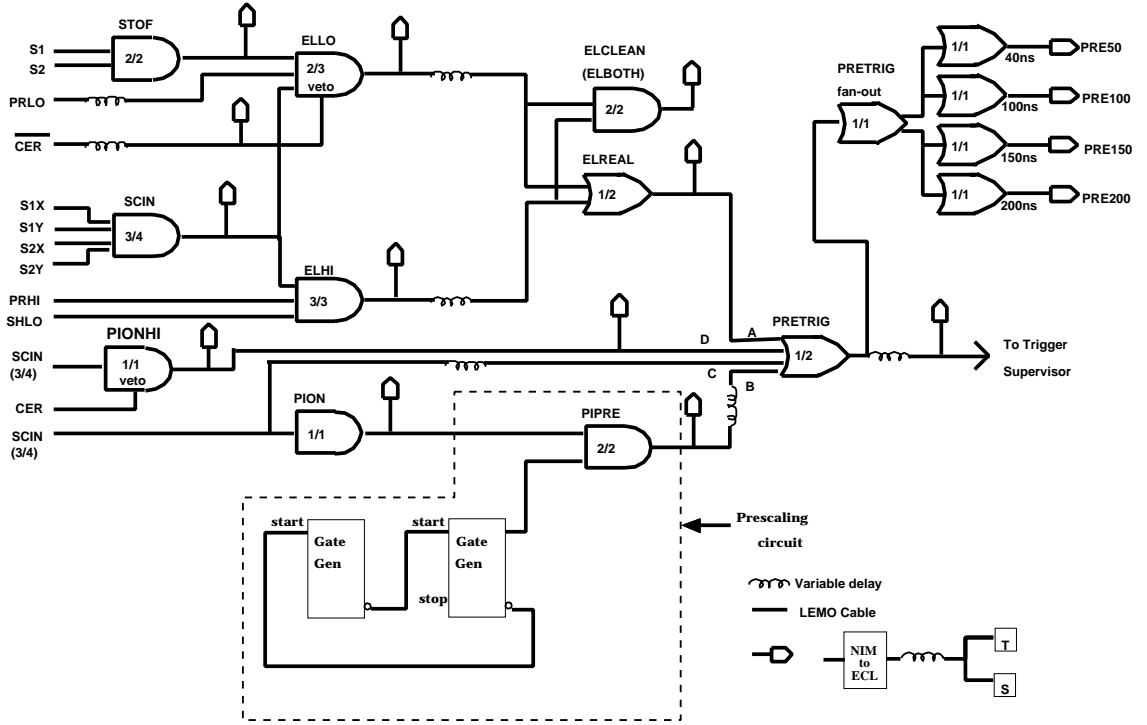 STOF
S1
S2
2/2
PRLO
CER
ELLO
2/3
veto
ELCLEAN
(ELBOTH)
2/2
PRETRIG
fan-out
1/1
1/1
40ns
PRE50
1/1
100ns
PRE100
1/1
150ns
PRE150
1/1
200ns
PRE200
ELREAL
1/2
S1X
S1Y
S2X
S2Y
SCIN
3/4
ELHI
3/3
PRHI
SHLO
PIONHI
SCIN
(3/4)
1/1
veto
CER
SCIN
(3/4)
PION
1/1
D
A
C
B
PRETRIG
1/2
To Trigger
Supervisor
PIPRE
2/2
start
Gate
Gen
start
Gate
Gen
stop
Prescaling
circuit
Variable delay
LEMO Cable
NIM
to
ECL
T
S